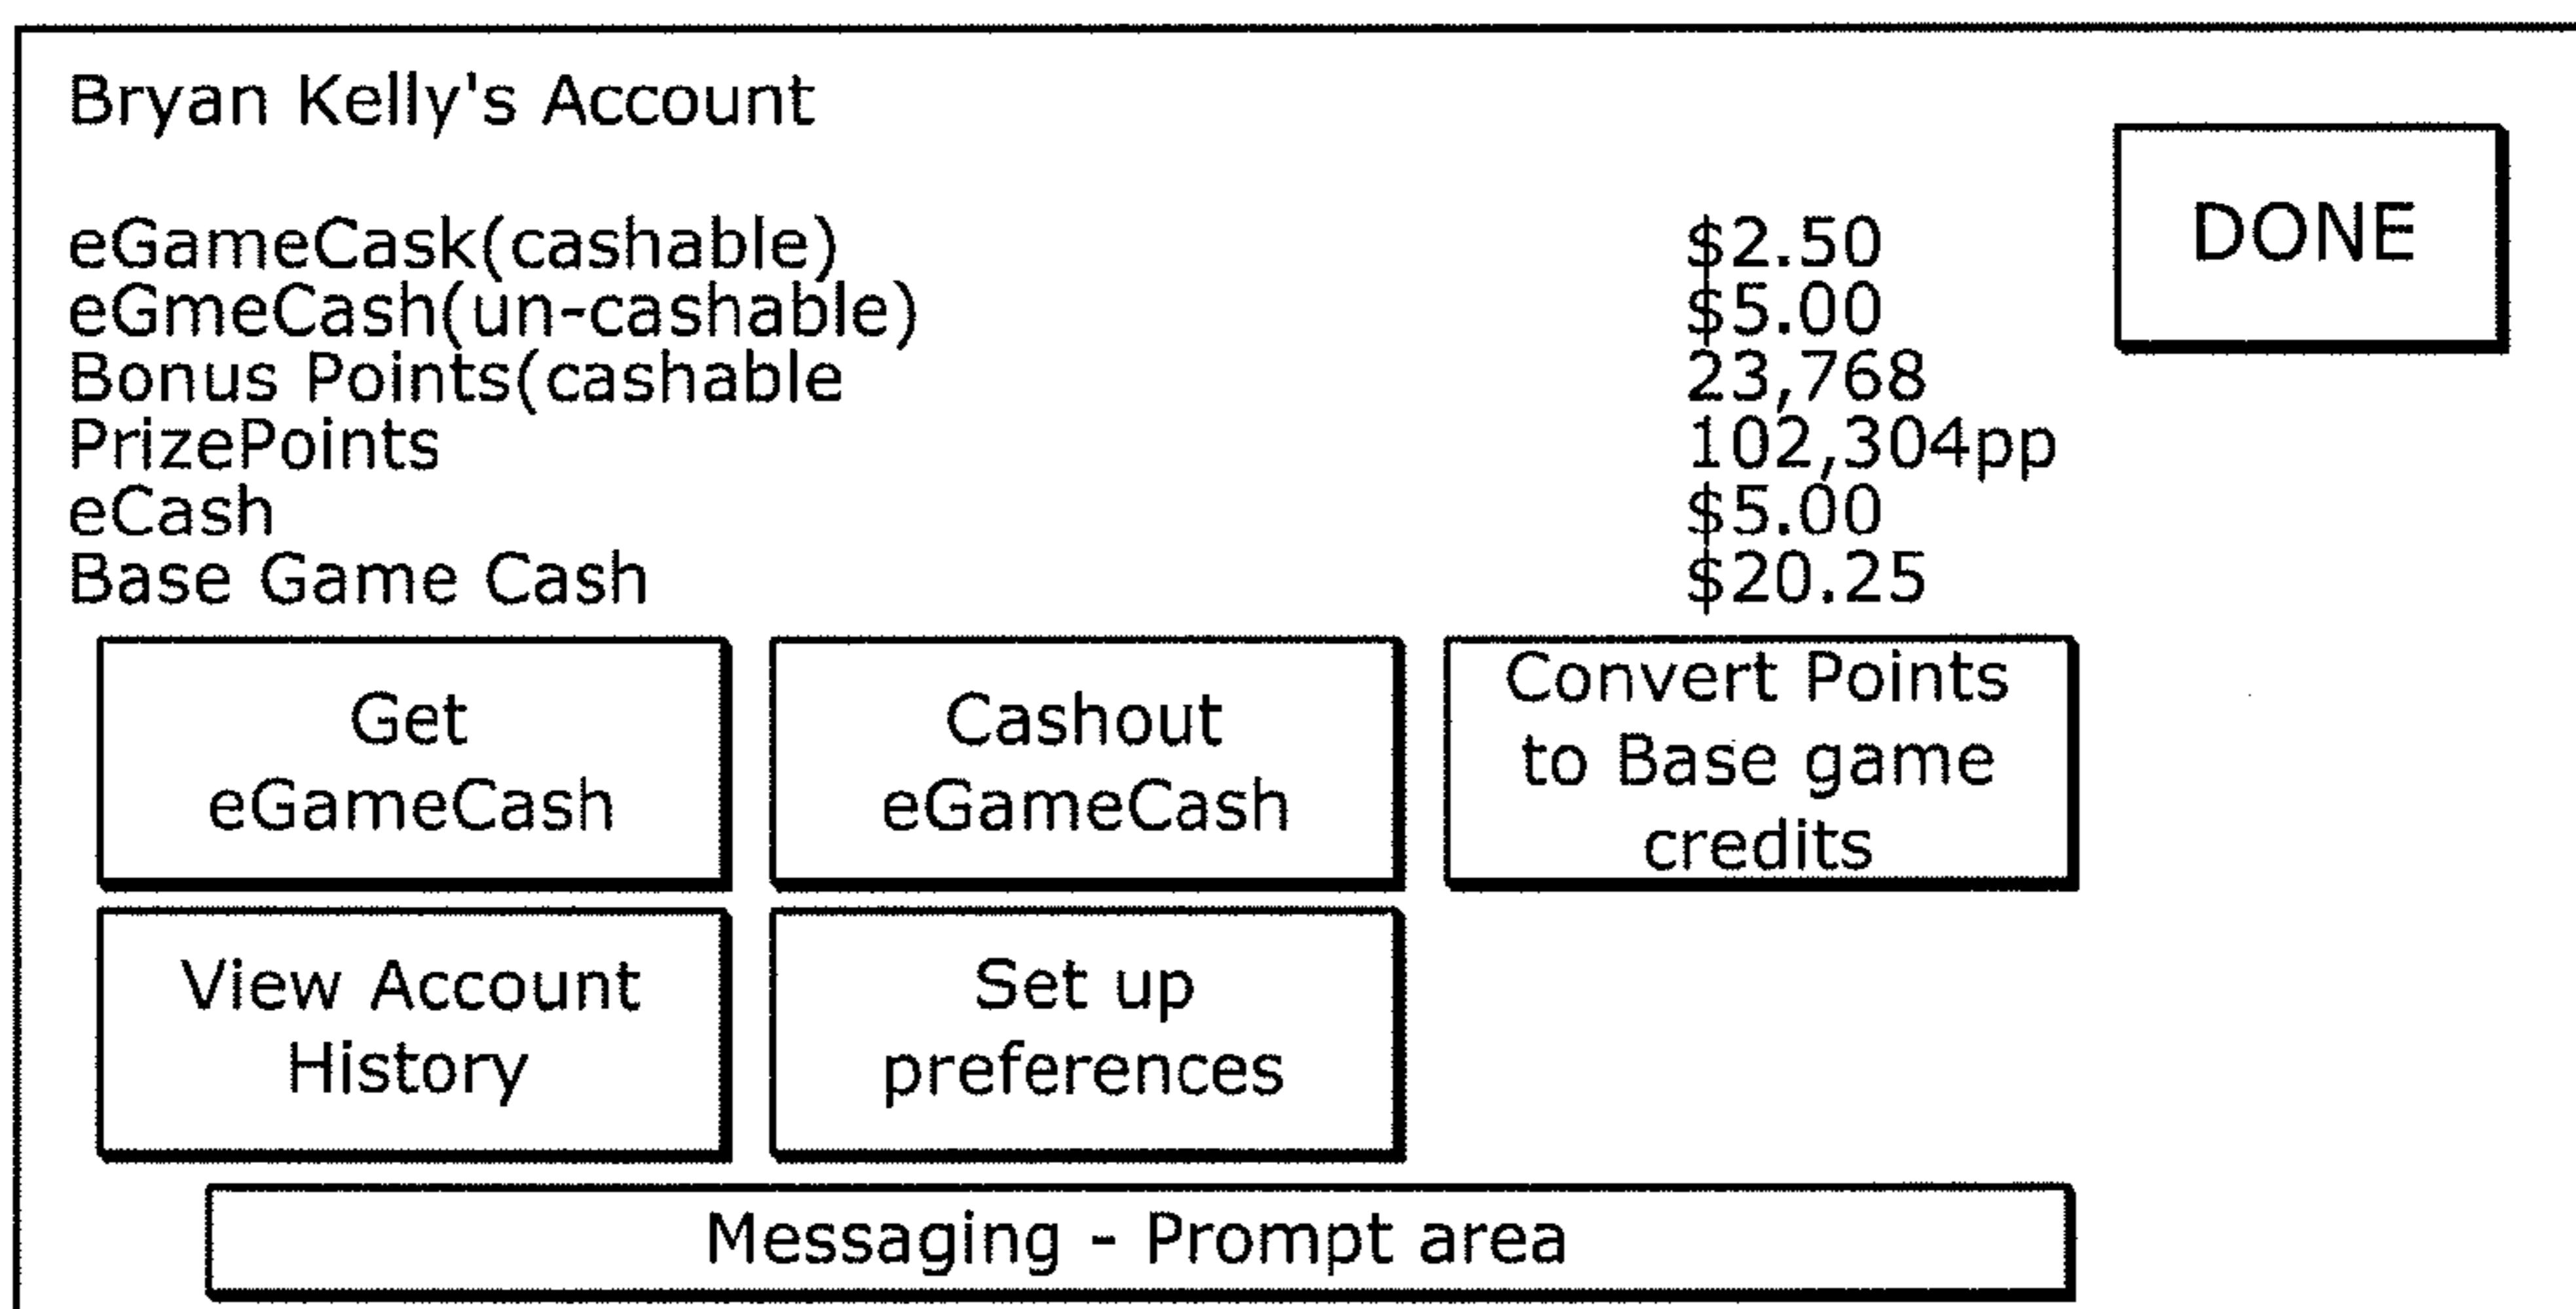 Bryan Kelly's Account
DONE
eGameCask(cashable) $2.50
eGmeCash(un-cashable) $5.00
Bonus Points(cashable 23,768
PrizePoints 102,304pp
eCash $5.00
Base Game Cash $20.25
Get
eGameCash
Cashout
eGameCash
Convert Points
to Base game
credits
View Account
History
Set up
preferences
Messaging - Prompt area